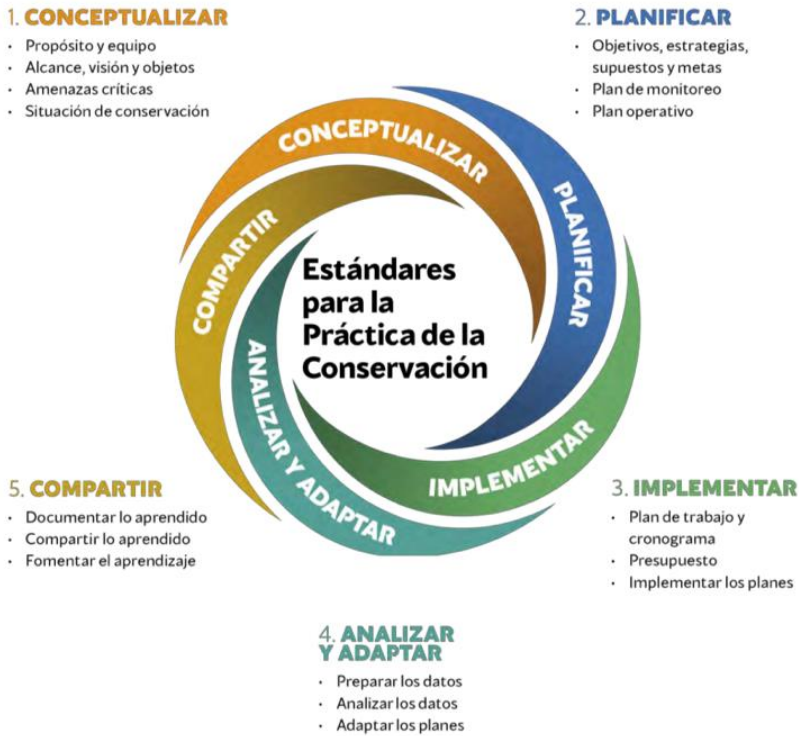 1. CONCEPTUALIZAR
· Propósito y equipo
· Alcance, visión y objetos
· Amenazas críticas
· Situación de conservación
2. PLANIFICAR
· Objetivos, estrategias,
supuestos y metas
· Plan de monitoreo
· Plan operativo
CONCEPTUALIZAR
PLANIFICAR
COMPARTIR
Estándares
para la
Práctica de la
Conservación
ANALIZAR Y ADAPTAR
IMPLEMENTAR
5. COMPARTIR
· Documentar lo aprendido
· Compartir lo aprendido
· Fomentar el aprendizaje
3. IMPLEMENTAR
· Plan de trabajo y
cronograma
· Presupuesto
· Implementar los planes
4. ANALIZAR
Y ADAPTAR
· Preparar los datos
· Analizar los datos
· Adaptar los planes